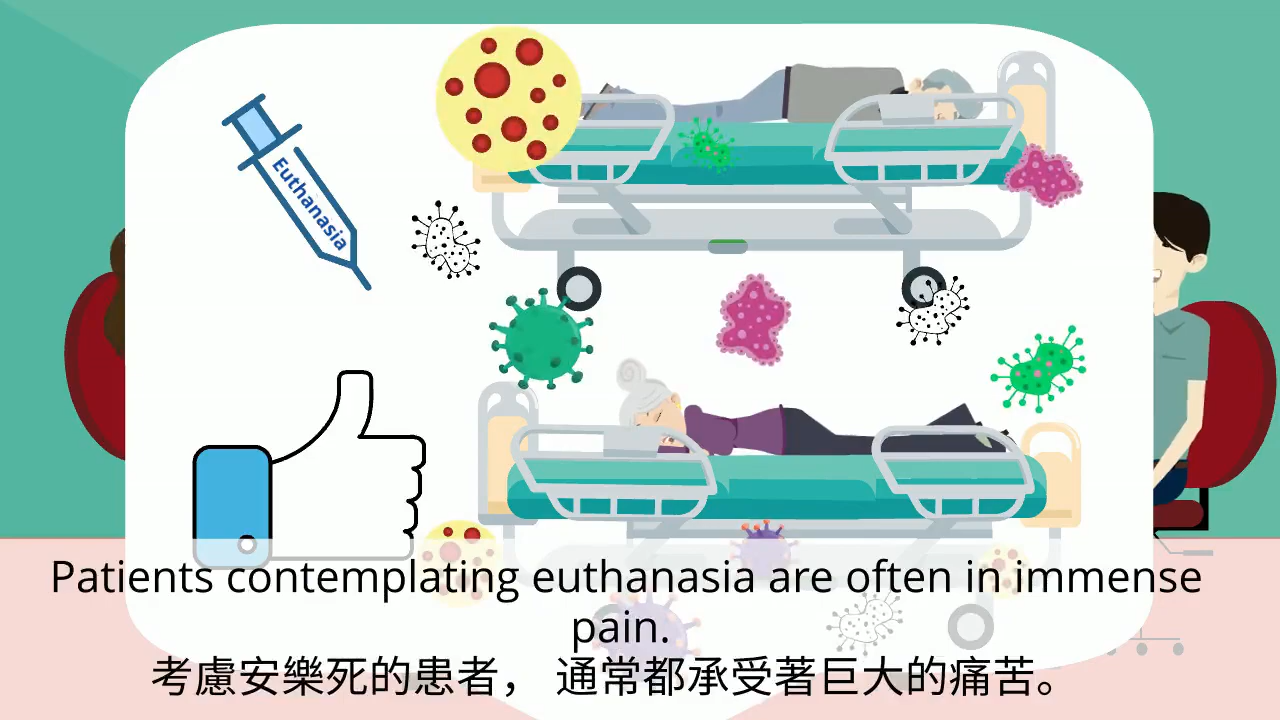 Euthanasia
Patients contemplating euthanasia are often in immense
pain.
考慮安樂死的患者， 通常都承受著巨大的痛苦。